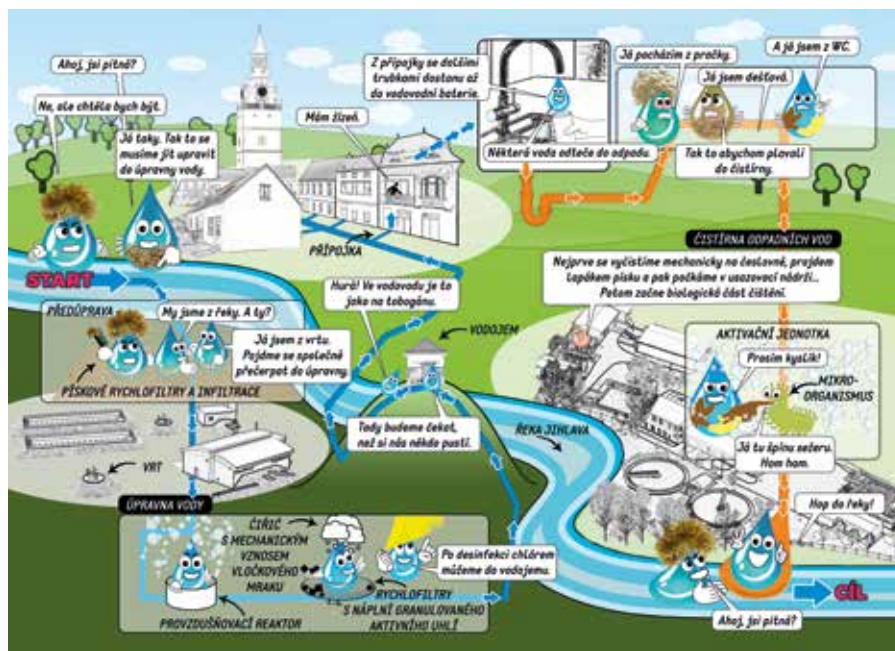 Ahoj, jsi pitná?
Ne, ale chtěla bych být.
Já taky. Tak to se
musíme jít upravit
do úpravny vody.
START
PŘEDÚPRAVA
My jsme z řeky. A ty?
Já jsem z vrtu.
Pojďme se společně
přečerpat do úpravny.
PÍSKOVÉ RYCHLOFILTRY A INFILTRACE
VRT
ÚPRAVNA VODY
PROVZDUŠŇOVACÍ REAKTOR
ČIŘIČ
S MECHANICKÝM
VZNOSEM
VLOČKOVÉHO
MRAKU
RYCHLOFILTRY
S NÁPLNÍ GRANULOVANÉHO
AKTIVNÍHO UHLÍ
Po desinfekci chlórem
můžeme do vodojemu.
Hurá! Ve vodovodu je to
jako na tobogánu.
VODOJEM
Tady budeme čekat,
než si nás někdo pustí.
PŘÍPOJKA
Mám žízeň.
Z přípojky se dalšími
trubkami dostanu až
do vodovodní baterie.
Některá voda odteče do odpadu.
Já pocházím z pračky.
Já jsem dešťová.
A já jsem z WC.
Tak to abychom plavali
do čistírny.
ČISTÍRNA ODPADNÍCH VOD
Nejprve se vyčistíme mechanicky na česlovně, projdem
lapákem písku a pak počkáme v usazovací nádrži...
Potom začne biologická část čištění.
AKTIVAČNÍ JEDNOTKA
Prosím kyslík!
MIKRO-
ORGANISMUS
Já tu špínu sežeru.
Hom hom.
ŘEKA JIHLAVA
Hop do řeky!
Ahoj, jsi pitná?
CÍL